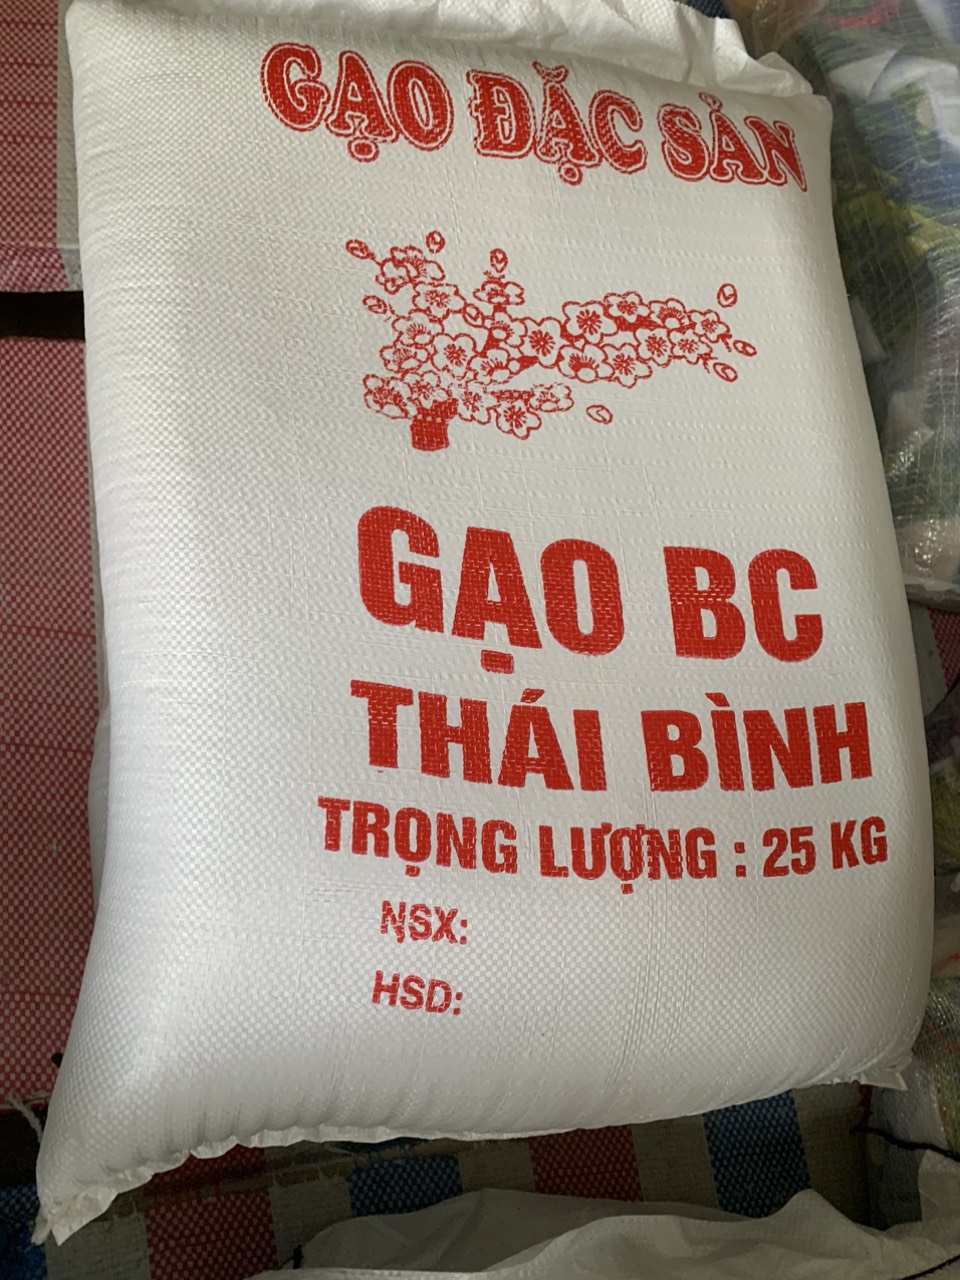 GẠO ĐẶC SẢN
GẠO BC
THÁI BÌNH
TRỌNG LƯỢNG : 25 KG
NSX:
HSD: